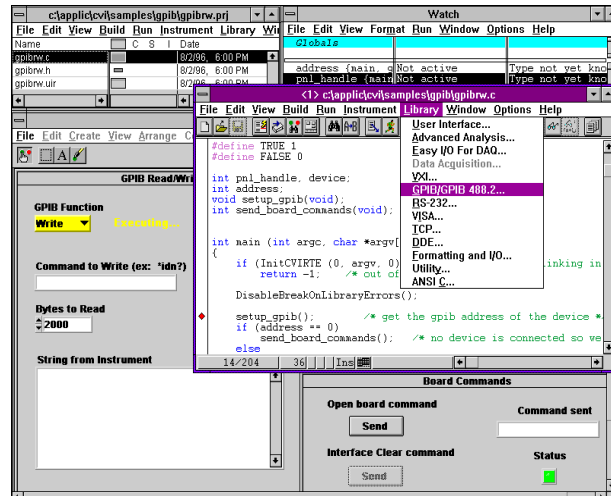 c:\applic\cvi\samples\gpib\gpibrw.prj
File Edit View Build Run Instrument Library Wi
Name C S I Date
gpibrw.c 8/2/96, 6:00 PM
gpibrw.h 8/2/96, 6:00 PM
gpibrw.uir 8/2/96, 6:00 PM
Watch
File Edit View Format Run Window Options Help
Globals
address {main, g Not active Type not yet kno
pnl_handle {main Not active Type not yet kno
<1> c:\applic\cvi\samples\gpib\gpibrw.c
File Edit View Build Run Instrument Library Window Options Help
#define TRUE 1
#define FALSE 0
int pnl_handle, device;
int address;
void setup_gpib(void);
int send_board_commands(void);
int main (int argc, char *argv[
{
if (InitCVIRTE (0, argv, 0) inking in
return -1; /* out of
DisableBreakOnLibraryErrors();
setup_gpib(); /* get the gpib address of the device *
if (address == 0)
send_board_commands(); /* no device is connected so we
else
14/204 36 Ins
User Interface...
Advanced Analysis...
Easy I/O For DAQ...
Data Acquisition...
VXI...
GPIB/GPIB 488.2...
RS-232...
VISA...
TCP...
DDE...
Formatting and I/O...
Utility...
ANSI C...
File Edit Create View Arrange Co
GPIB Read/Wri
GPIB Function
Write Executing...
Command to Write (ex: *idn?)
Bytes to Read
2000
String from Instrument
Board Commands
Open board command
Send
Command sent
Interface Clear command
Send
Status